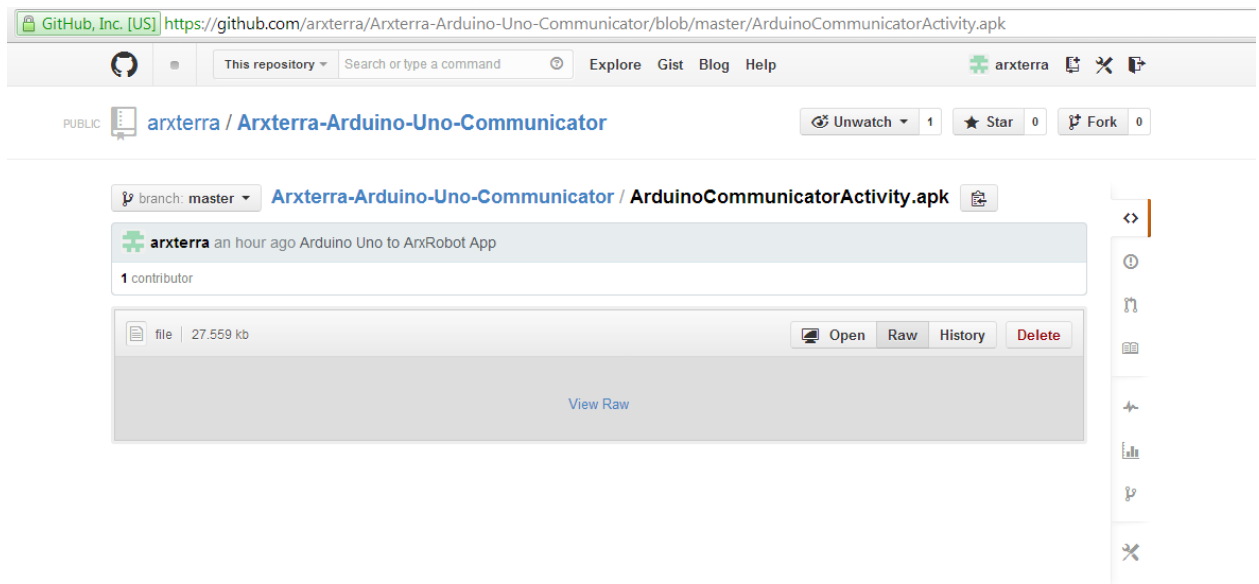 GitHub, Inc. [US] https://github.com/arxterra/Arxterra-Arduino-Uno-Communicator/blob/master/ArduinoCommunicatorActivity.apk
This repository Search or type a command Explore Gist Blog Help arxterra
PUBLIC arxterra / Arxterra-Arduino-Uno-Communicator Unwatch 1 Star 0 Fork 0
branch: master Arxterra-Arduino-Uno-Communicator / ArduinoCommunicatorActivity.apk
arxterra an hour ago Arduino Uno to ArxRobot App
1 contributor
file 27.559 kb Open Raw History Delete
View Raw